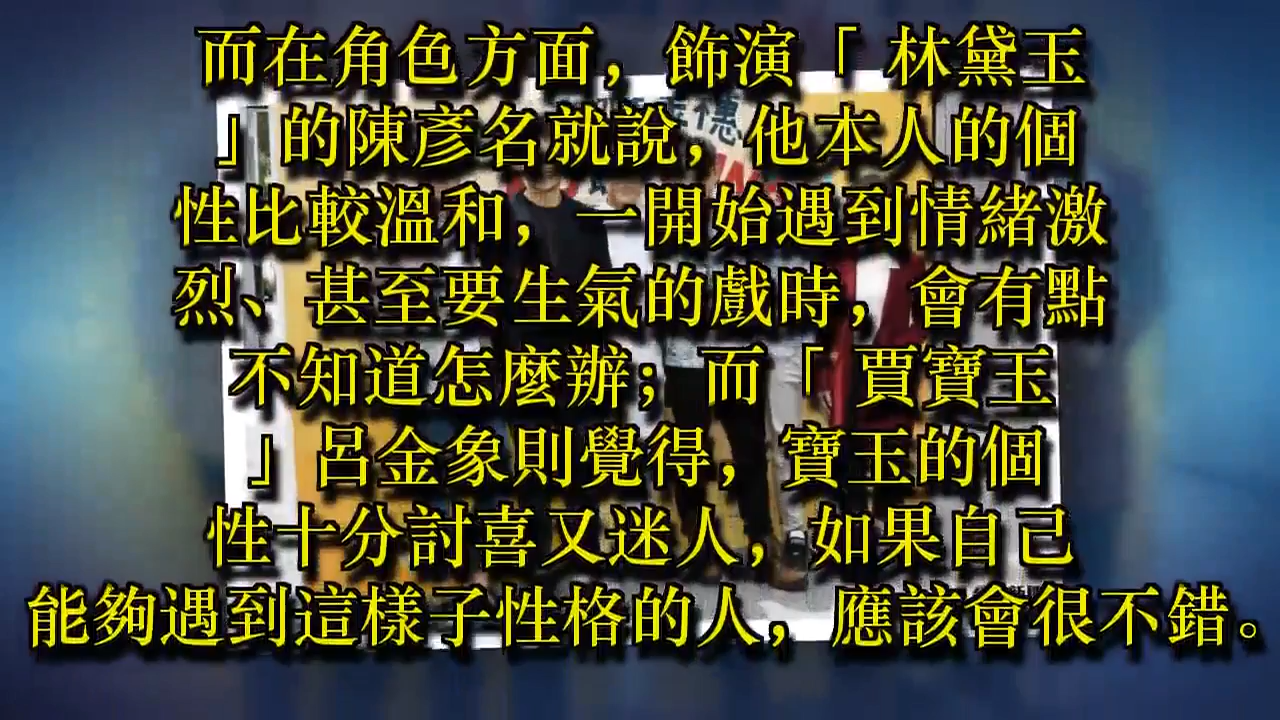 而在角色方面，飾演「 林黛玉
」的陳彥名就說，他本人的個
性比較溫和，一開始遇到情緒激
烈、甚至要生氣的戲時，會有點
不知道怎麼辦；而「 賈寶玉
」呂金象則覺得，寶玉的個
性十分討喜又迷人，如果自己
能夠遇到這樣子性格的人，應該會很不錯。